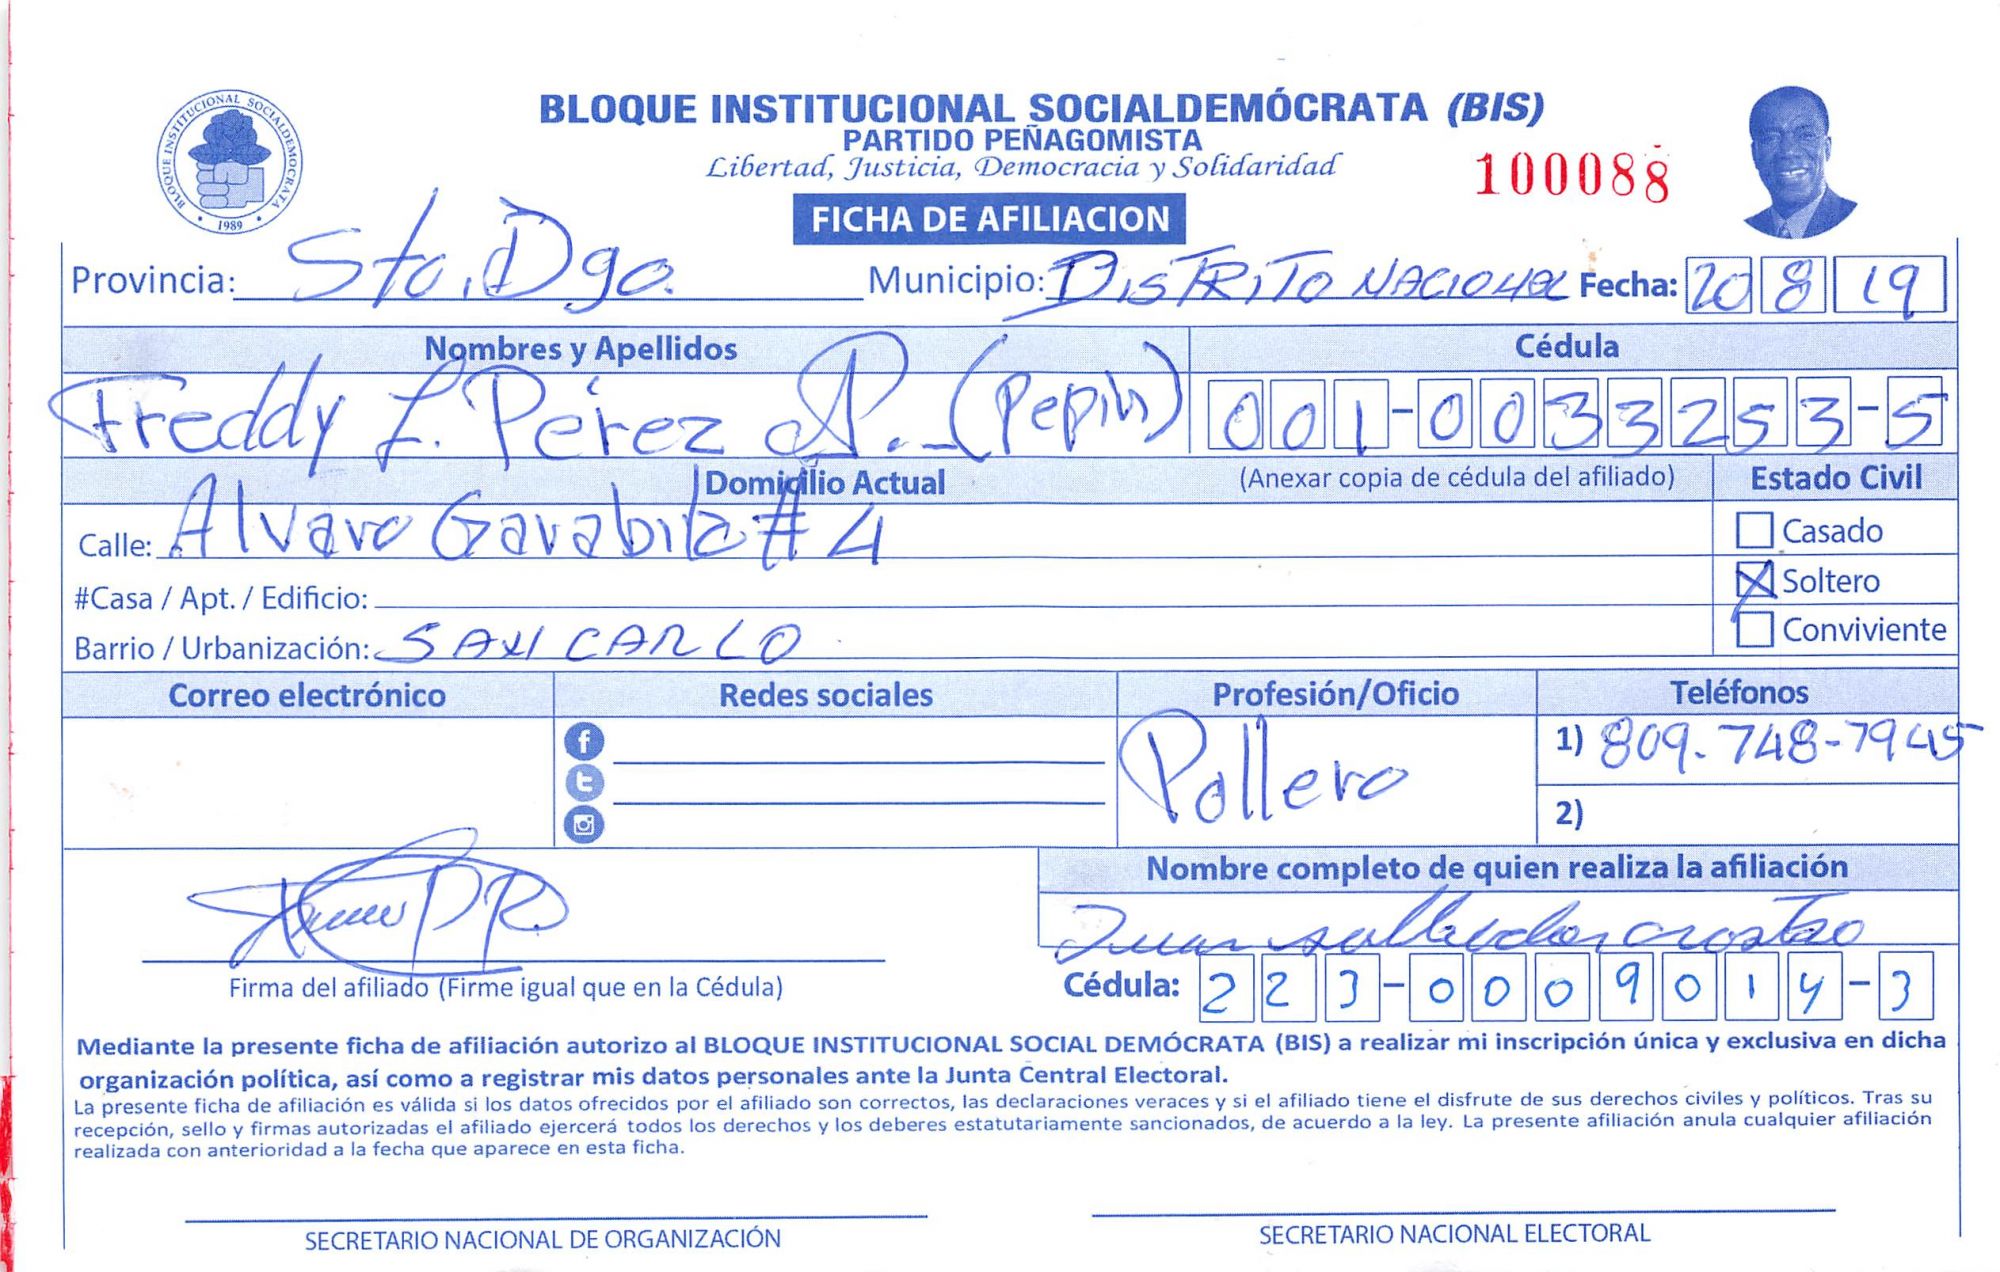 BLOQUE INSTITUCIONAL SOCIALDEMÓCRATA
1989
BLOQUE INSTITUCIONAL SOCIALDEMÓCRATA (BIS)
PARTIDO PEÑAGOMISTA
Libertad, Justicia, Democracia y Solidaridad
100088
FICHA DE AFILIACION
Provincia: Sto. Dgo. Municipio: DISTRITO NACIONAL Fecha: 20 8 19
Nombres y Apellidos Cédula
Freddy L. Pérez P. (Pepin) 001-0033253-5
Domicilio Actual (Anexar copia de cédula del afiliado) Estado Civil
Calle: Alvaro Garabito #4 Casado
#Casa / Apt. / Edificio: X Soltero
Barrio / Urbanización: SAN CARLO Conviviente
Correo electrónico Redes sociales Profesión/Oficio Teléfonos
Pollero 1) 809-748-7945
2)
Nombre completo de quien realiza la afiliación
Juan
Firma del afiliado (Firme igual que en la Cédula) Cédula: 223-0009014-3
Mediante la presente ficha de afiliación autorizo al BLOQUE INSTITUCIONAL SOCIAL DEMÓCRATA (BIS) a realizar mi inscripción única y exclusiva en dicha
organización política, así como a registrar mis datos personales ante la Junta Central Electoral.
La presente ficha de afiliación es válida si los datos ofrecidos por el afiliado son correctos, las declaraciones veraces y si el afiliado tiene el disfrute de sus derechos civiles y políticos. Tras su
recepción, sello y firmas autorizadas el afiliado ejercerá todos los derechos y los deberes estatutariamente sancionados, de acuerdo a la ley. La presente afiliación anula cualquier afiliación
realizada con anterioridad a la fecha que aparece en esta ficha.
SECRETARIO NACIONAL DE ORGANIZACIÓN SECRETARIO NACIONAL ELECTORAL